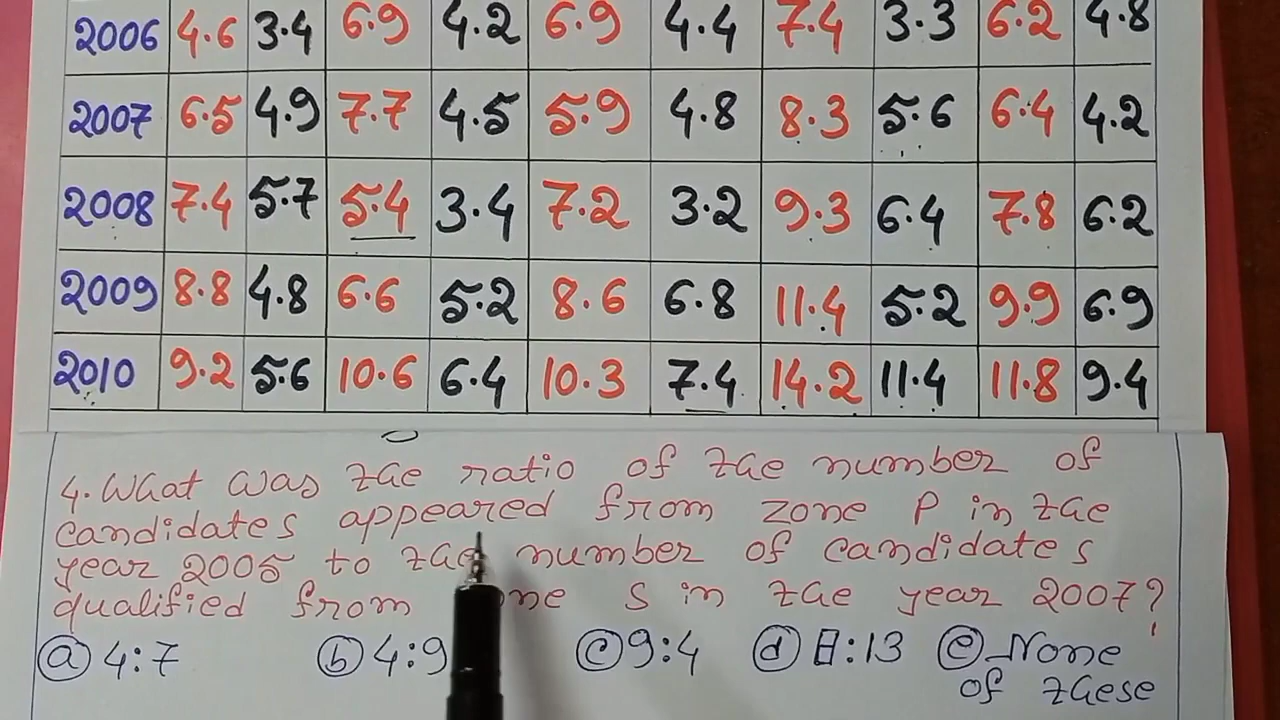 2006 4.6 3.4 6.9 4.2 6.9 4.4 7.4 3.3 6.2 4.8
2007 6.5 4.9 7.7 4.5 5.9 4.8 8.3 5.6 6.4 4.2
2008 7.4 5.7 5.4 3.4 7.2 3.2 9.3 6.4 7.8 6.2
2009 8.8 4.8 6.6 5.2 8.6 6.8 11.4 5.2 9.9 6.9
2010 9.2 5.6 10.6 6.4 10.3 7.4 14.2 11.4 11.8 9.4
4. What was the ratio of the number of
candidates appeared from zone P in the
year 2005 to the number of candidates
qualified from S in the year 2007?
(a) 4:7 (b) 4:9 (c) 9:4 (d) :13 (e) None
of these